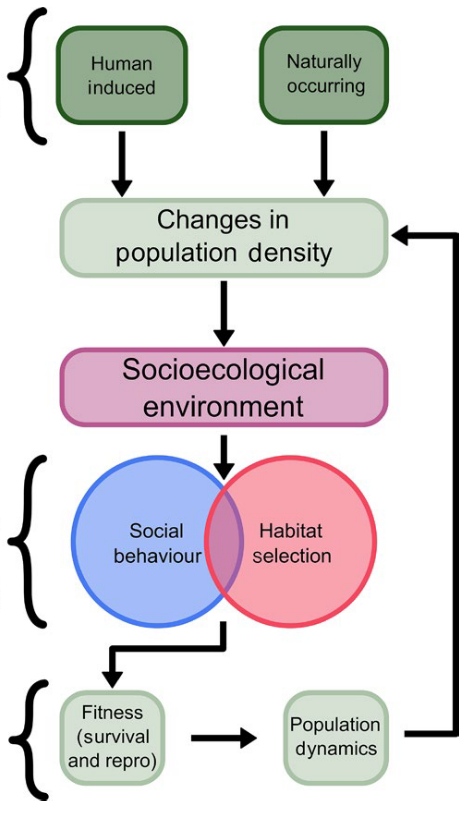 Human
induced
Naturally
occurring
Changes in
population density
Socioecological
environment
Social
behaviour
Habitat
selection
Fitness
(survival
and repro)
Population
dynamics